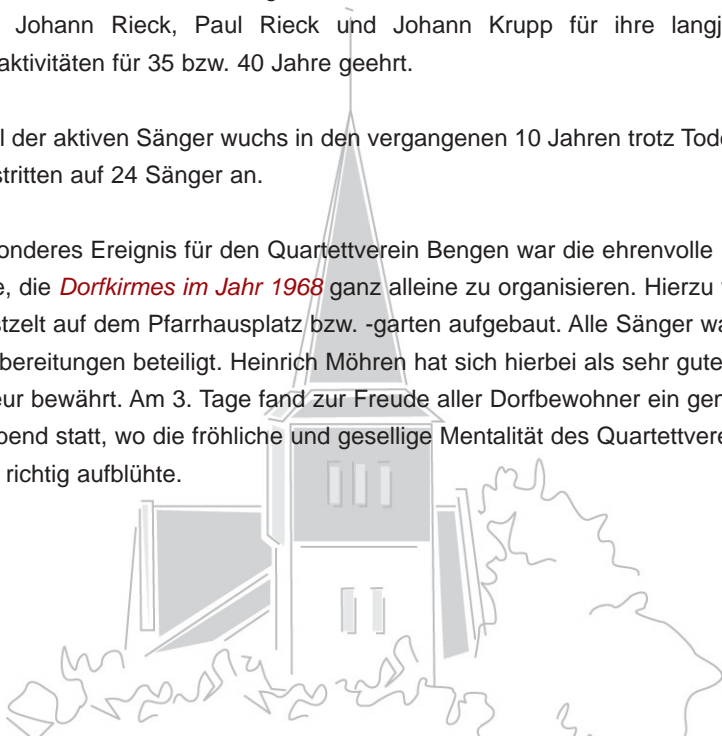 Johann Rieck, Paul Rieck und Johann Krupp für ihre langj
aktivitäten für 35 bzw. 40 Jahre geehrt.
l der aktiven Sänger wuchs in den vergangenen 10 Jahren trotz Tode
stritten auf 24 Sänger an.
onderes Ereignis für den Quartettverein Bengen war die ehrenvolle
e, die Dorfkirmes im Jahr 1968 ganz alleine zu organisieren. Hierzu
stzelt auf dem Pfarrhausplatz bzw. -garten aufgebaut. Alle Sänger wa
bereitungen beteiligt. Heinrich Möhren hat sich hierbei als sehr gute
eur bewährt. Am 3. Tage fand zur Freude aller Dorfbewohner ein gem
bend statt, wo die fröhliche und gesellige Mentalität des Quartettvere
richtig aufblühte.